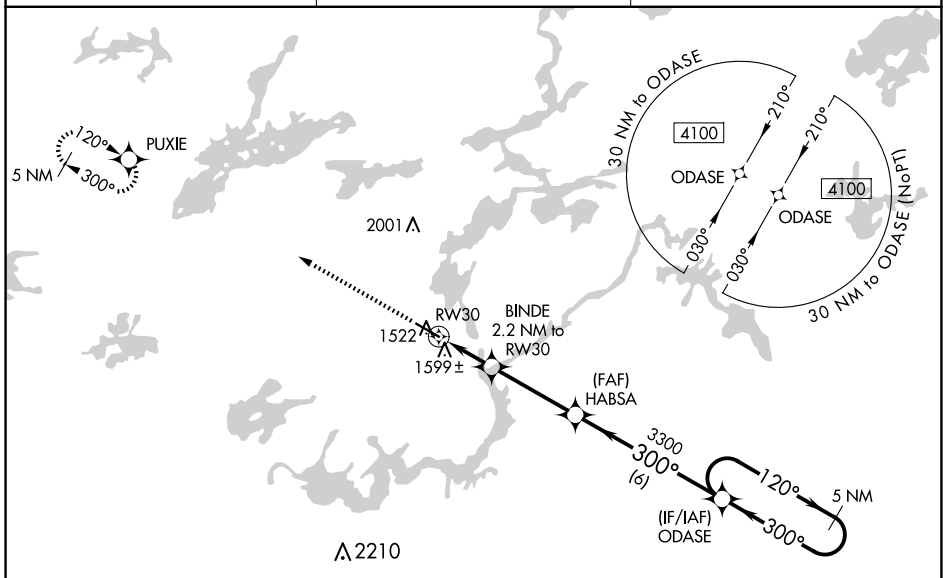 120°
PUXIE
300°
5 NM
30 NM to ODASE
210°
4100
ODASE
030°
210°
4100
ODASE
030°
30 NM to ODASE (NoPT)
2001
RW30
1522
1599 ±
BINDE
2.2 NM to
RW30
(FAF)
HABSA
3300
300°
(6)
120°
5 NM
300°
(IF/IAF)
ODASE
2210